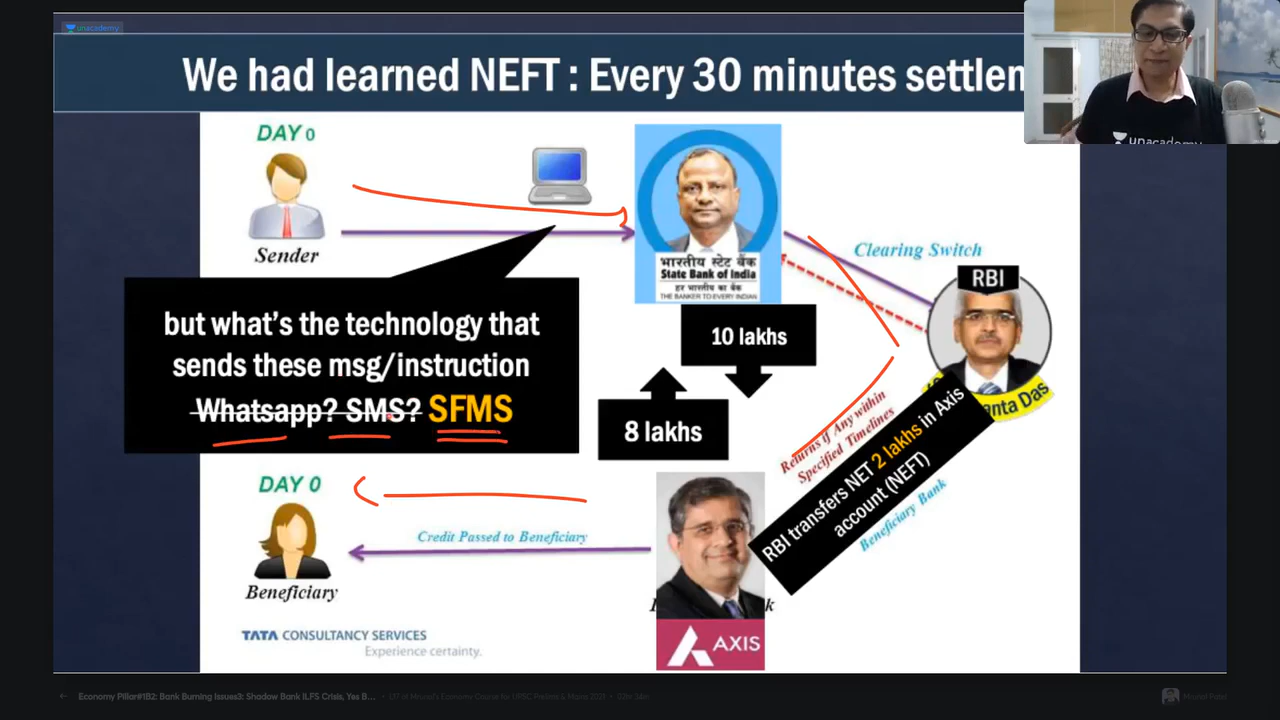 unacademy
We had learned NEFT : Every 30 minutes settlen
unacademy
DAY 0
Sender
भारतीय स्टेट बैंक
State Bank of India
हर भारतीय का बैंक
THE BANKER TO EVERY INDIAN
Clearing Switch
RBI
anta Das
but what's the technology that
sends these msg/instruction
Whatsapp? SMS? SFMS
10 lakhs
8 lakhs
Returns if Any within
Specified Timelines
RBI transfers NET 2 lakhs in Axis
account (NEFT)
Beneficiary Bank
DAY 0
Credit Passed to Beneficiary
Beneficiary
k
AXIS
TATA CONSULTANCY SERVICES
Experience certainty.
Economy Pillar#1B2: Bank Burning Issues3: Shadow Bank ILFS Crisis, Yes B...